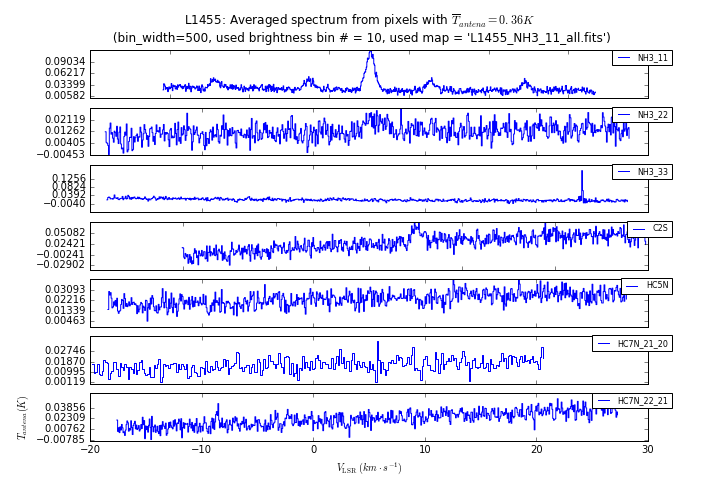 L1455: Averaged spectrum from pixels with T̅_antena = 0.36K
(bin_width=500, used brightness bin # = 10, used map = 'L1455_NH3_11_all.fits')
NH3_11
0.09034
0.06217
0.03399
0.00582
NH3_22
0.02119
0.01262
0.00405
−0.00453
NH3_33
0.1256
0.0824
0.0392
−0.0040
C2S
0.05082
0.02421
−0.00241
−0.02902
HC5N
0.03093
0.02216
0.01339
0.00463
HC7N_21_20
0.02746
0.01870
0.00995
0.00119
HC7N_22_21
0.03856
0.02309
0.00762
−0.00785
T_antena(K)
−20 −10 0 10 20 30
V_LSR (km · s⁻¹)